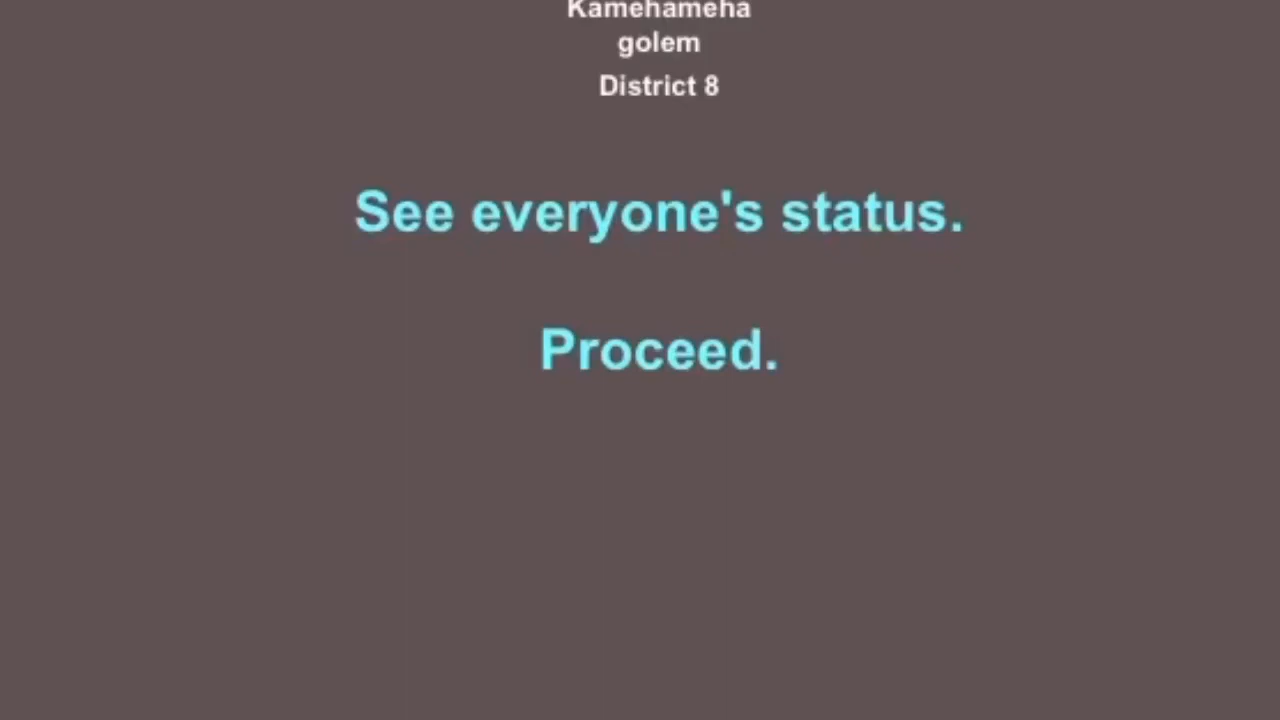 Kamehameha
golem
District 8
See everyone's status.
Proceed.